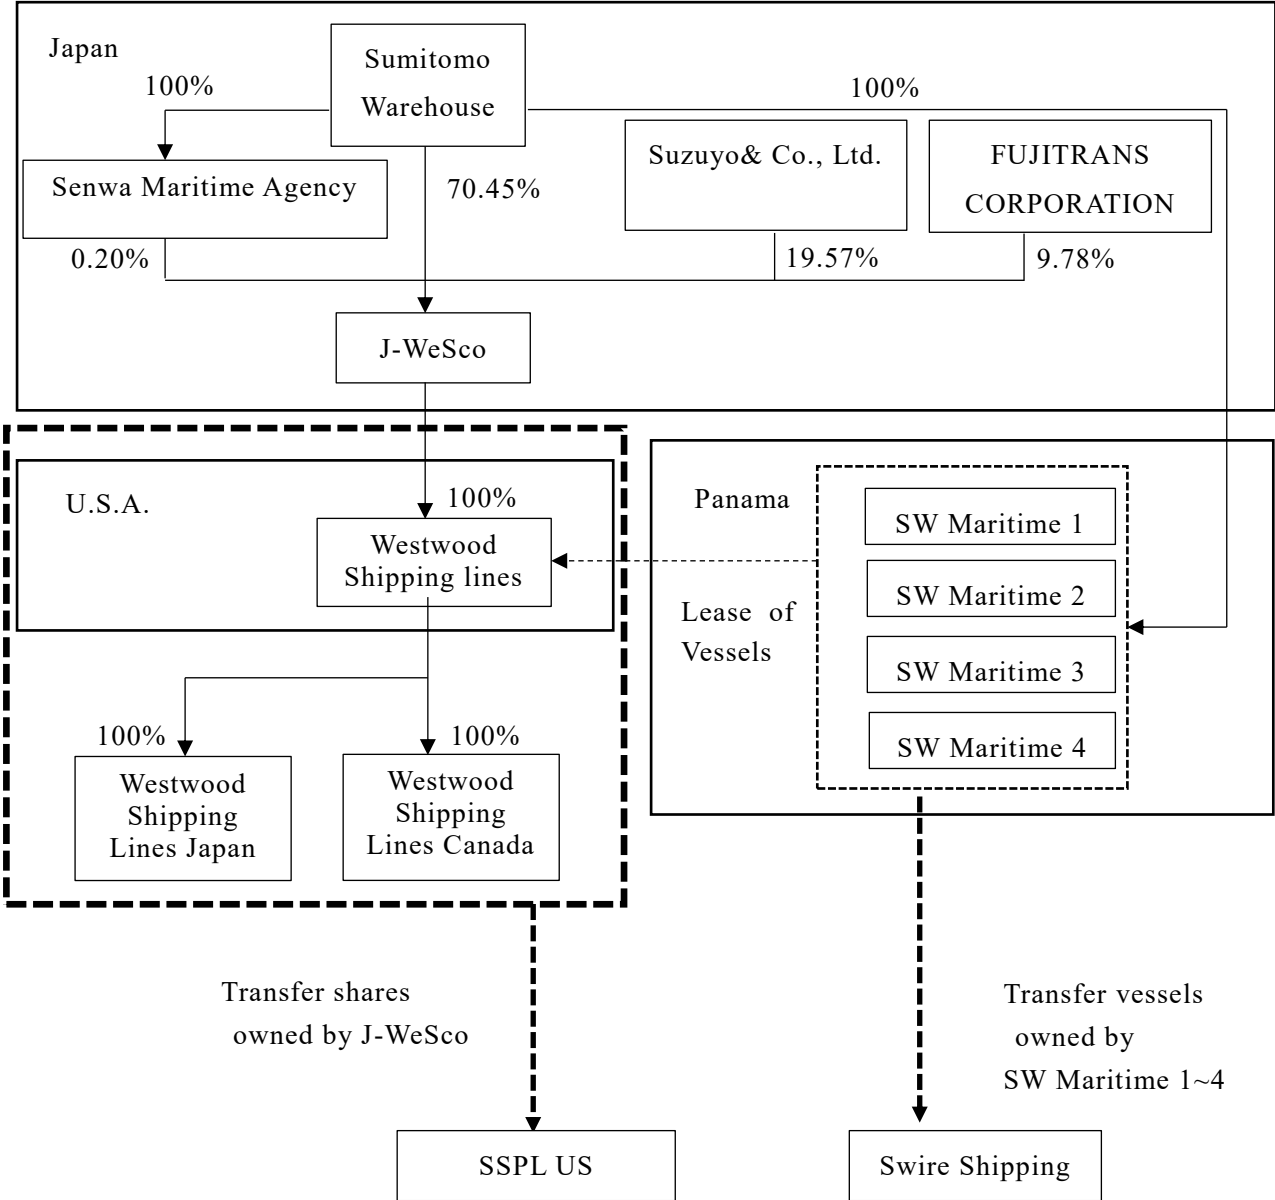 Japan
Sumitomo
Warehouse
100%
100%
Suzuyo& Co., Ltd.
FUJITRANS
CORPORATION
Senwa Maritime Agency
70.45%
0.20%
19.57%
9.78%
J-WeSco
U.S.A.
100%
Westwood
Shipping lines
Panama
SW Maritime 1
SW Maritime 2
Lease of
Vessels
SW Maritime 3
SW Maritime 4
100%
100%
Westwood
Shipping
Lines Japan
Westwood
Shipping
Lines Canada
Transfer shares
owned by J-WeSco
Transfer vessels
owned by
SW Maritime 1~4
SSPL US
Swire Shipping